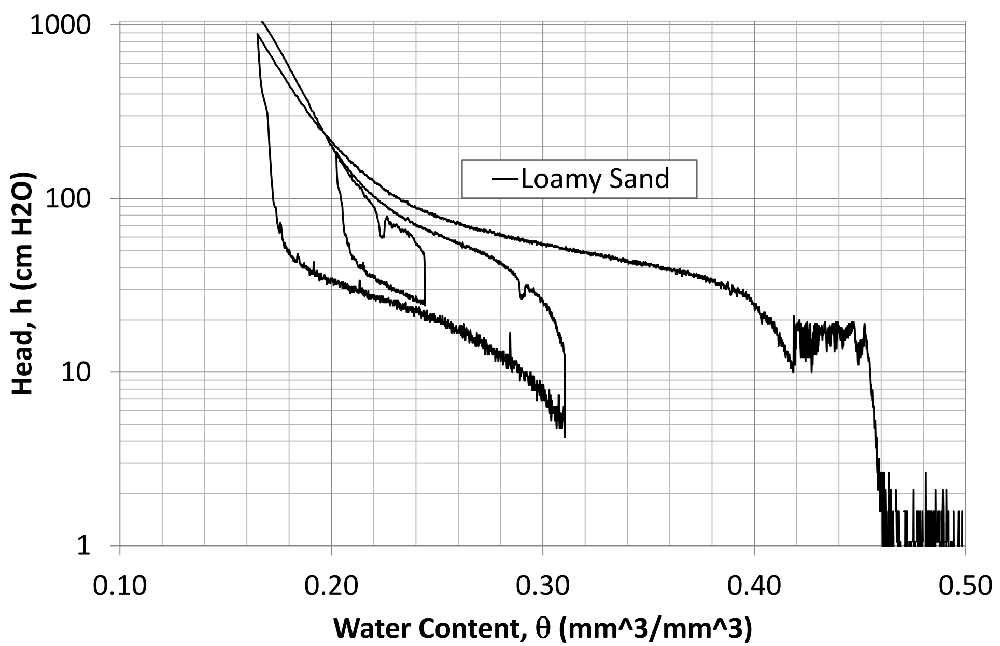 1000
100
10
1
Head, h (cm H2O)
Loamy Sand
0.10 0.20 0.30 0.40 0.50
Water Content, θ (mm^3/mm^3)